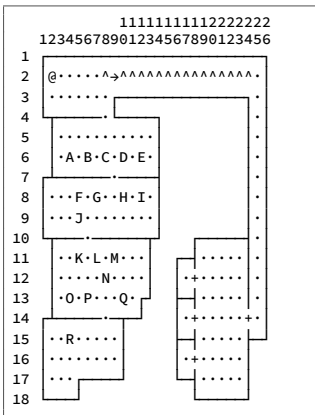 11111111112222222
12345678901234567890123456
1 ┌─────────────────────────┐
2 │@·····^→^^^^^^^^^^^^^^^^·│
3 │·······┌───────────────┐·│
4 └┬──────·─────┐ │·│
5 │············│ │·│
6 │·A·B·C·D·E·│ │·│
7 ┌┴───────·────┤ │·│
8 │···F·G··H·I·│ │·│
9 │···J········│ │·│
10 └┬───·───────┤ ┌─────┤·│
11 │··K·L·M···│ ┌─┤·····│·│
12 │·····N····│ │·+·····│·│
13 │·O·P···Q·┌┘ ├─┤·····│·│
14 ┌┴─────·─┬─┘ │·+·····+·│
15 │··R·····│ ├─┤·····├─┘
16 │········│ │·+·····│
17 │···┌────┘ └─┤·····│
18 └───┘ └─────┘